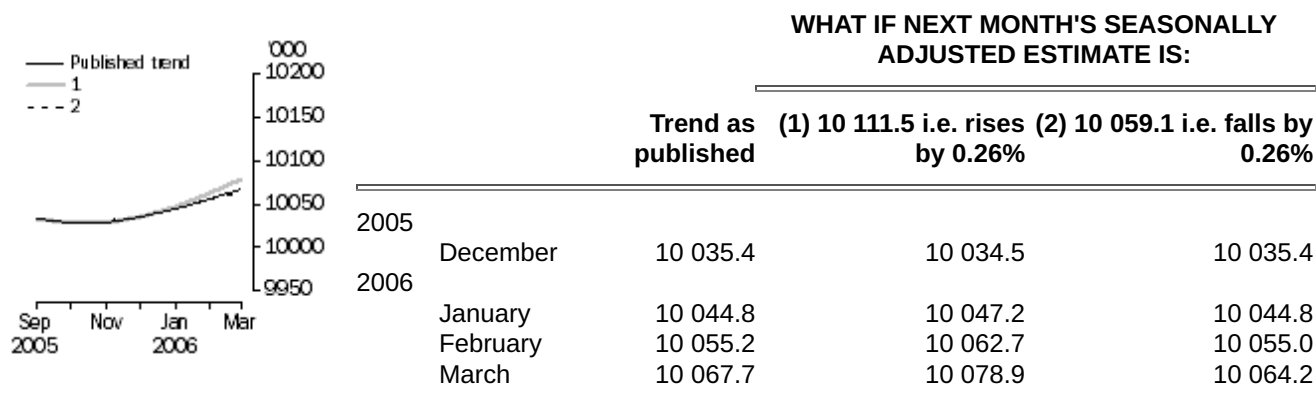 '000
Published trend
1
2
10200
10150
10100
10050
10000
9950
Sep Nov Jan Mar
2005 2006
WHAT IF NEXT MONTH'S SEASONALLY
ADJUSTED ESTIMATE IS:
Trend as (1) 10 111.5 i.e. rises (2) 10 059.1 i.e. falls by
published by 0.26% 0.26%
2005
December 10 035.4 10 034.5 10 035.4
2006
January 10 044.8 10 047.2 10 044.8
February 10 055.2 10 062.7 10 055.0
March 10 067.7 10 078.9 10 064.2